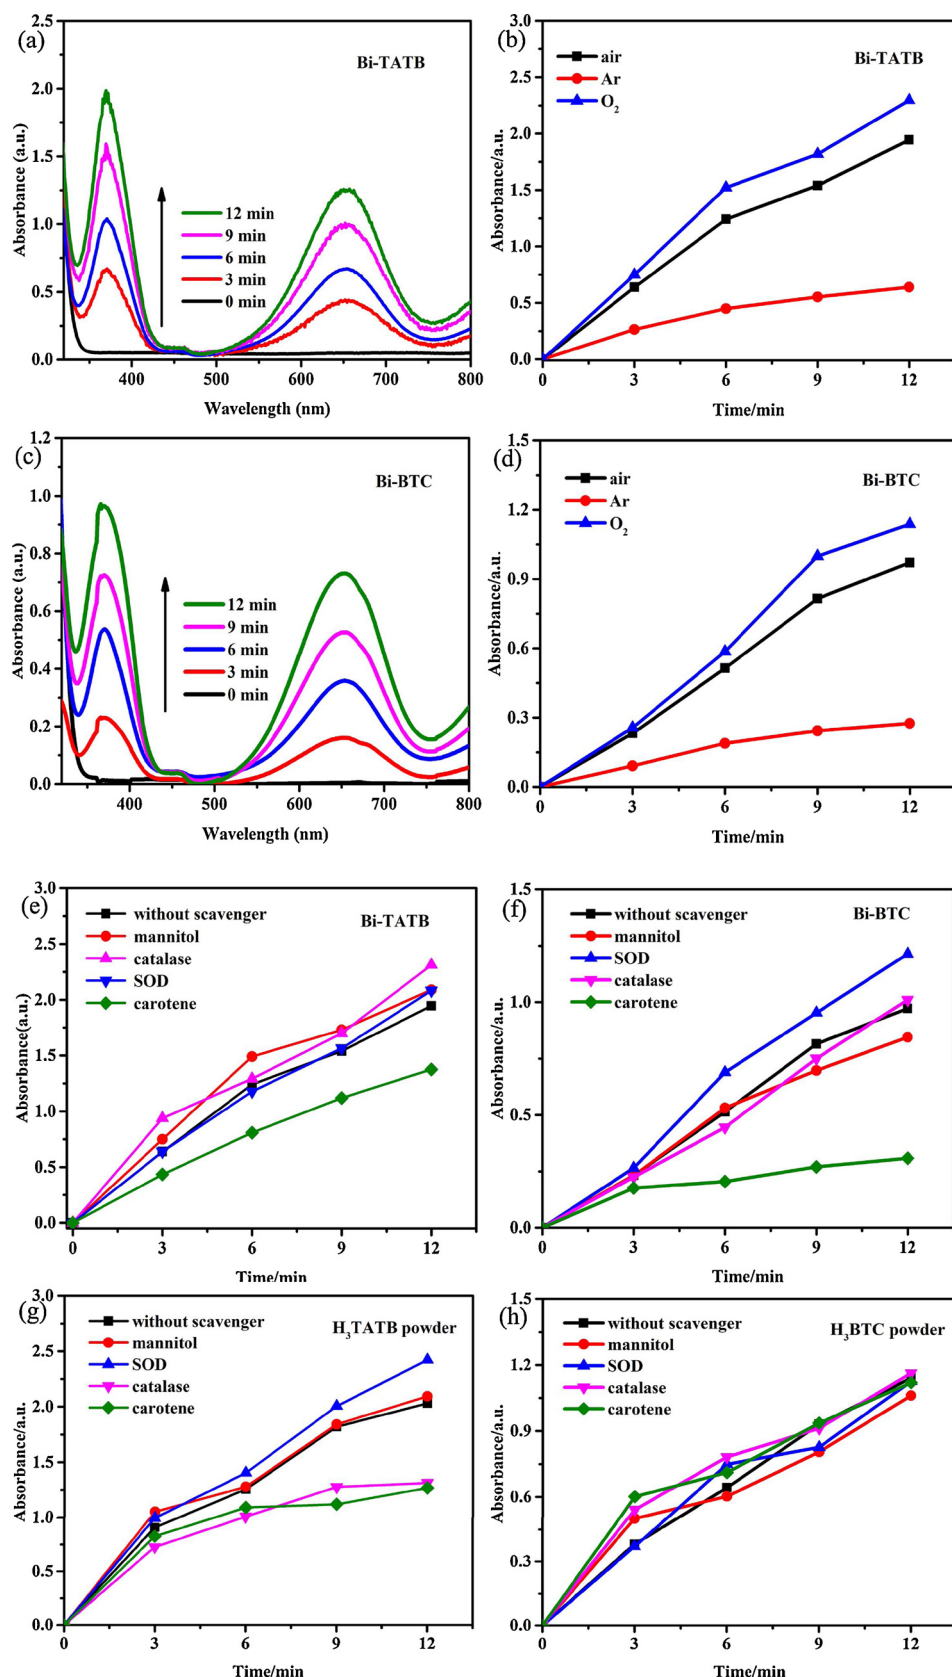 (a)
Bi-TATB
2.5
2.0
1.5
1.0
0.5
0.0
Absorbance (a.u.)
12 min
9 min
6 min
3 min
0 min
400 500 600 700 800
Wavelength (nm)
(b)
Bi-TATB
air
Ar
O2
3.0
2.5
2.0
1.5
1.0
0.5
0.0
Absorbance/a.u.
0 3 6 9 12
Time/min
(c)
Bi-BTC
1.2
1.0
0.8
0.6
0.4
0.2
0.0
Absorbance (a.u.)
12 min
9 min
6 min
3 min
0 min
400 500 600 700 800
Wavelength (nm)
(d)
Bi-BTC
air
Ar
O2
1.5
1.2
0.9
0.6
0.3
0.0
Absorbance/a.u.
0 3 6 9 12
Time/min
(e)
Bi-TATB
without scavenger
mannitol
catalase
SOD
carotene
3.0
2.5
2.0
1.5
1.0
0.5
0.0
Absorbance(a.u.)
0 3 6 9 12
Time/min
(f)
Bi-BTC
without scavenger
mannitol
SOD
catalase
carotene
1.5
1.0
0.5
0.0
Absorbance/a.u.
0 3 6 9 12
Time/min
(g)
H3TATB powder
without scavenger
mannitol
SOD
catalase
carotene
3.0
2.5
2.0
1.5
1.0
0.5
0.0
Absorbance/a.u.
0 3 6 9 12
Time/min
(h)
H3BTC powder
without scavenger
mannitol
SOD
catalase
carotene
1.5
1.2
0.9
0.6
0.3
0.0
Absorbance/a.u.
0 3 6 9 12
Time/min